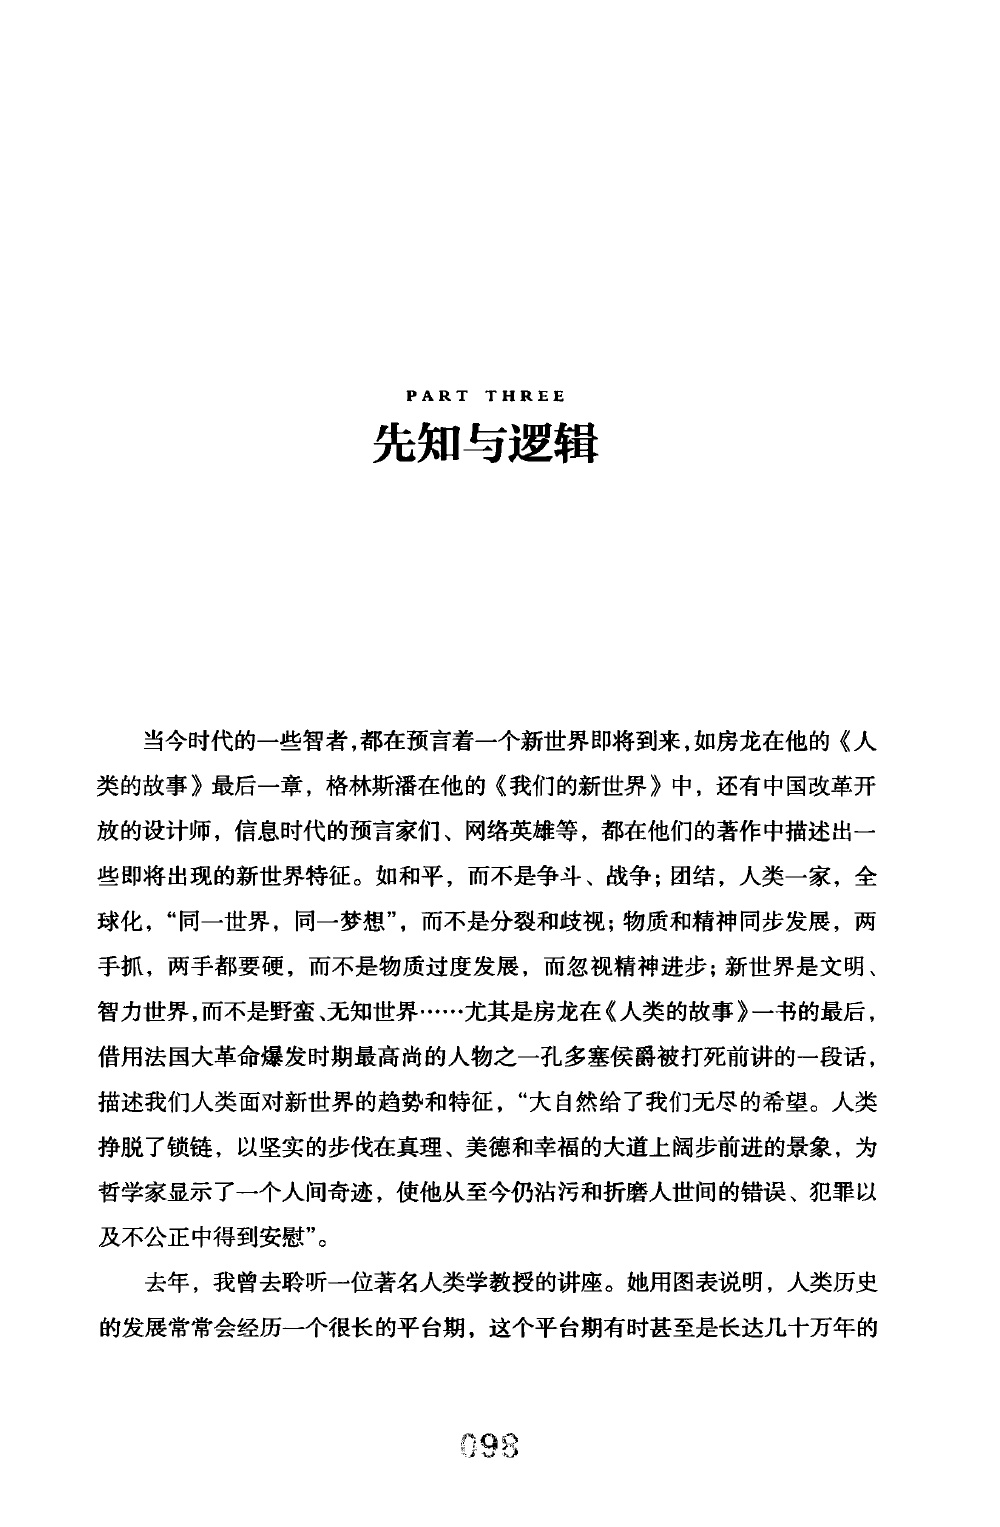 PART THREE
先知与逻辑
当今时代的一些智者,都在预言着一个新世界即将到来,如房龙在他的《人
类的故事》最后一章，格林斯潘在他的《我们的新世界》中，还有中国改革开
放的设计师，信息时代的预言家们、网络英雄等，都在他们的著作中描述出一
些即将出现的新世界特征。如和平，而不是争斗、战争；团结，人类一家，全
球化，“同一世界，同一梦想”，而不是分裂和歧视；物质和精神同步发展，两
手抓，两手都要硬，而不是物质过度发展，而忽视精神进步；新世界是文明、
智力世界,而不是野蛮、无知世界……尤其是房龙在《人类的故事》一书的最后，
借用法国大革命爆发时期最高尚的人物之一孔多塞侯爵被打死前讲的一段话，
描述我们人类面对新世界的趋势和特征，“大自然给了我们无尽的希望。人类
挣脱了锁链，以坚实的步伐在真理、美德和幸福的大道上阔步前进的景象，为
哲学家显示了一个人间奇迹，使他从至今仍沾污和折磨人世间的错误、犯罪以
及不公正中得到安慰”。
去年，我曾去聆听一位著名人类学教授的讲座。她用图表说明，人类历史
的发展常常会经历一个很长的平台期，这个平台期有时甚至是长达几十万年的
098